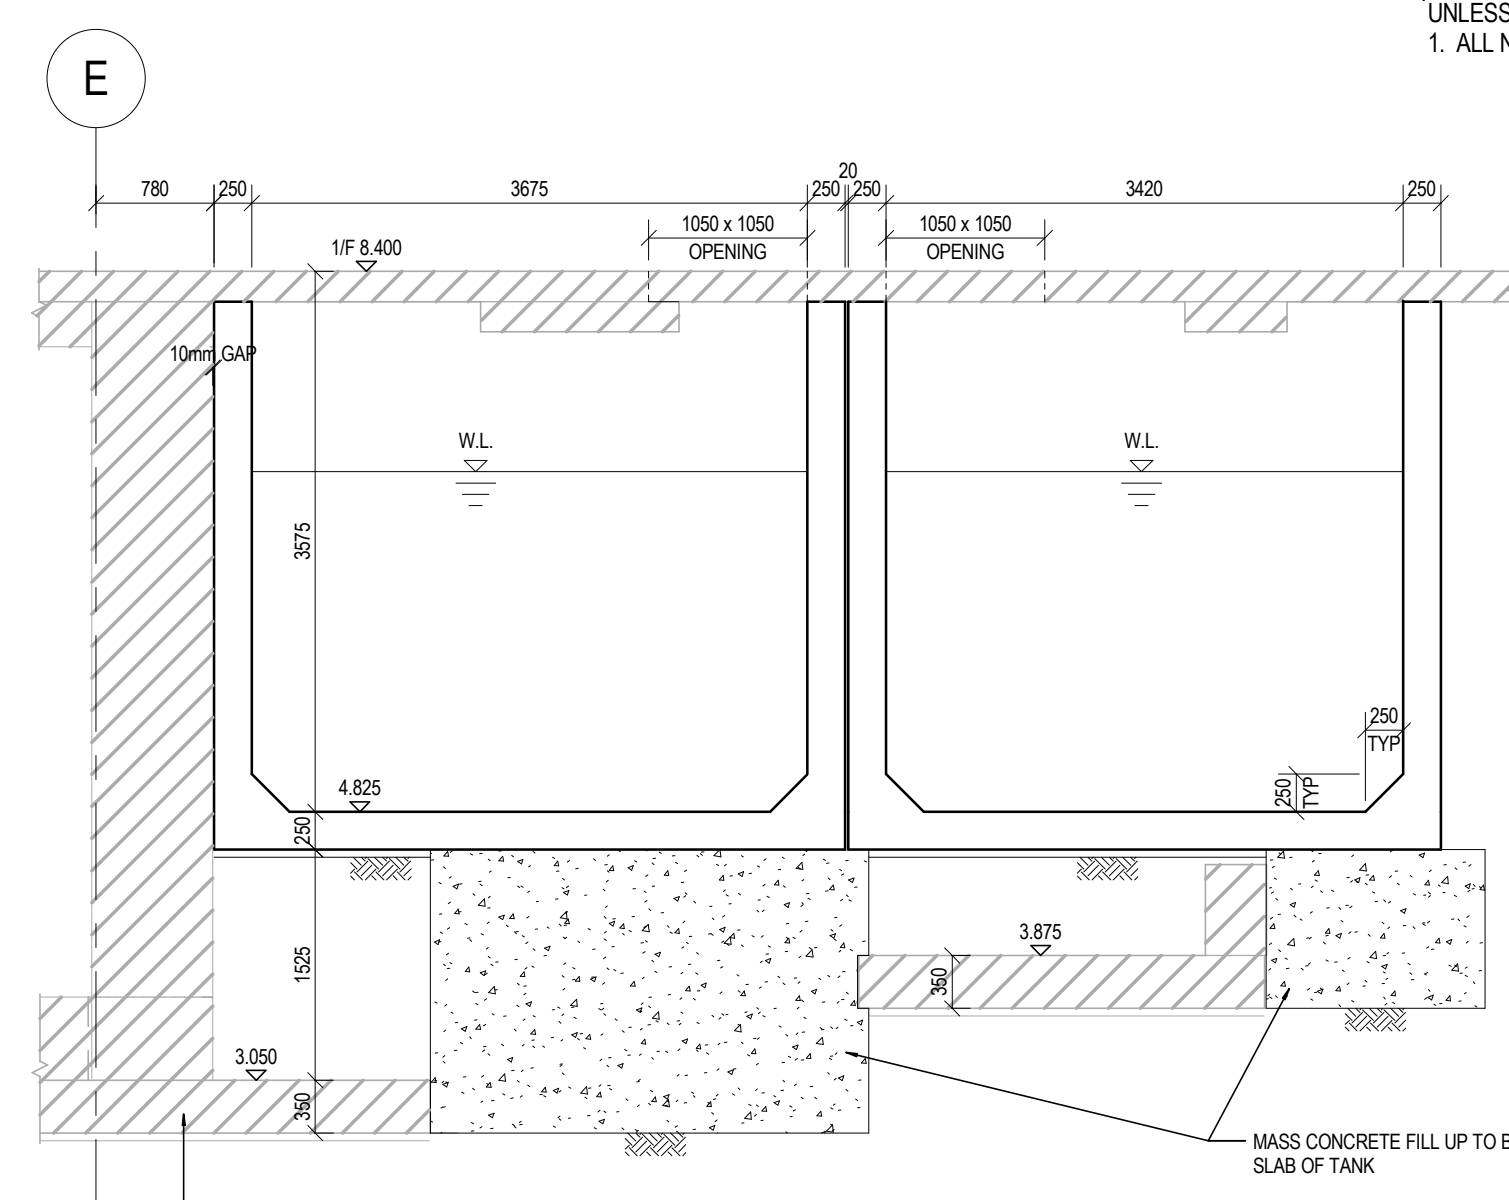 UNLESS
1. ALL N
E
20
780
250
3675
250
250
3420
250
1050 x 1050
OPENING
1050 x 1050
OPENING
1/F 8.400
10mm GAP
W.L.
W.L.
3575
250
TYP
250
TYP
4.825
250
1525
3.875
350
3.050
350
MASS CONCRETE FILL UP TO B
SLAB OF TANK